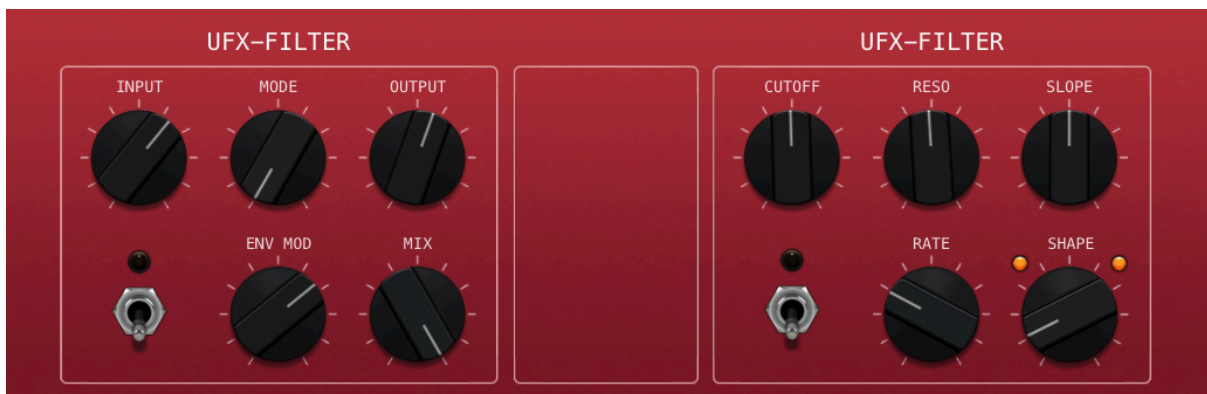 UFX-FILTER
INPUT MODE OUTPUT
ENV MOD MIX
UFX-FILTER
CUTOFF RESO SLOPE
RATE SHAPE